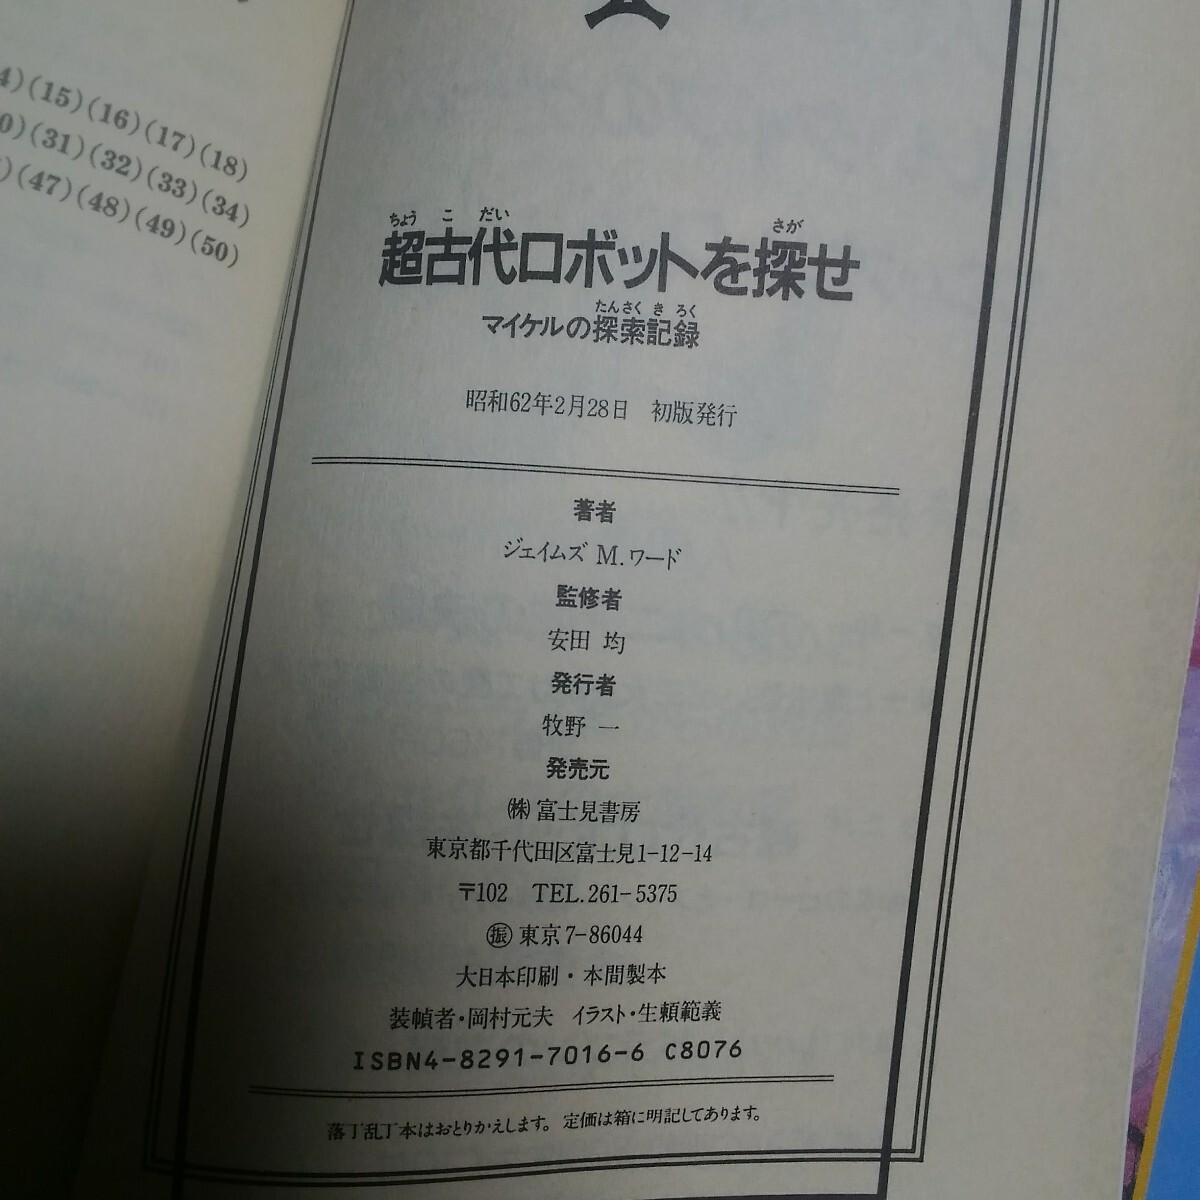 4)(15)(16)(17)(18)
0)(31)(32)(33)(34)
)(47)(48)(49)(50)
ちょう こ だい さが
超古代ロボットを探せ
たんさく き ろく
マイケルの探索記録
昭和62年2月28日 初版発行
著者
ジェイムズ M.ワード
監修者
安田 均
発行者
牧野 一
発売元
㈱富士見書房
東京都千代田区富士見1-12-14
〒102 TEL.261-5375
㊞東京7-86044
大日本印刷・本間製本
装幀者・岡村元夫 イラスト・生頼範義
ISBN4-8291-7016-6 C8076
落丁乱丁本はおとりかえします。定価は箱に明記してあります。